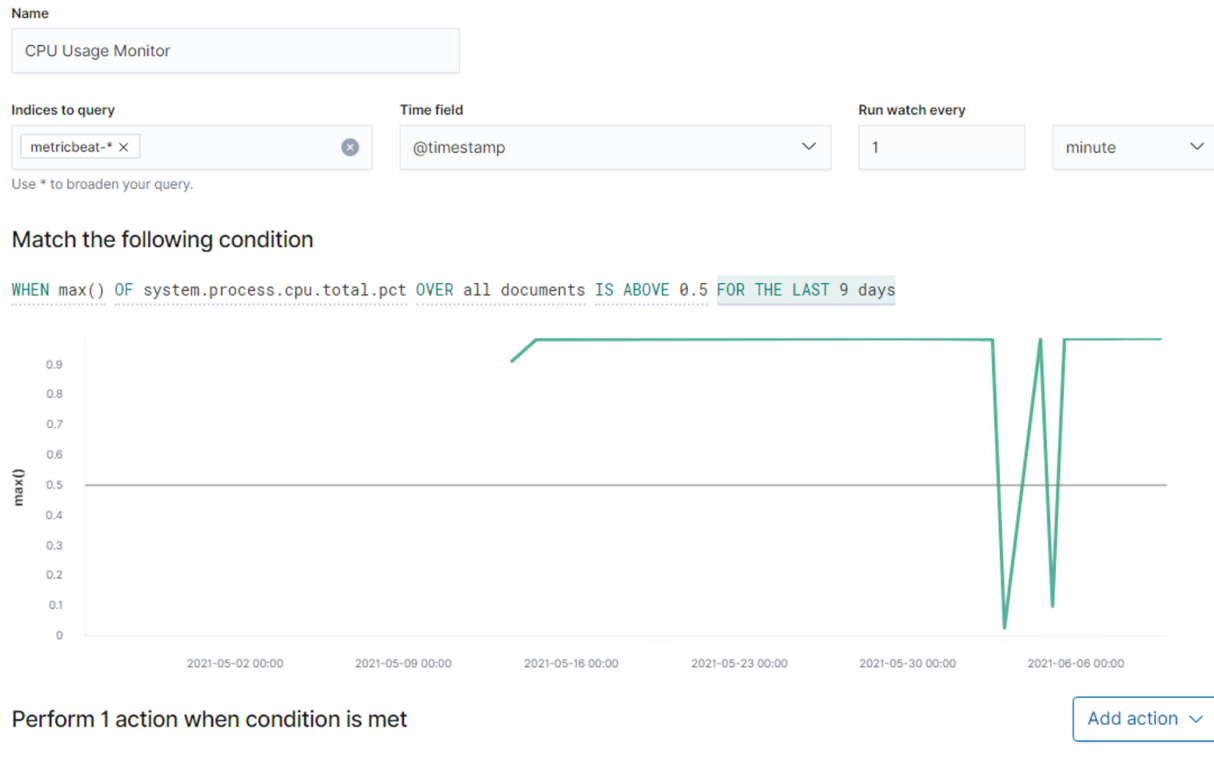 Name
CPU Usage Monitor
Indices to query Time field Run watch every
metricbeat-* @timestamp 1 minute
Use * to broaden your query.
Match the following condition
WHEN max() OF system.process.cpu.total.pct OVER all documents IS ABOVE 0.5 FOR THE LAST 9 days
max()
0.9
0.8
0.7
0.6
0.5
0.4
0.3
0.2
0.1
0
2021-05-02 00:00 2021-05-09 00:00 2021-05-16 00:00 2021-05-23 00:00 2021-05-30 00:00 2021-06-06 00:00
Perform 1 action when condition is met Add action